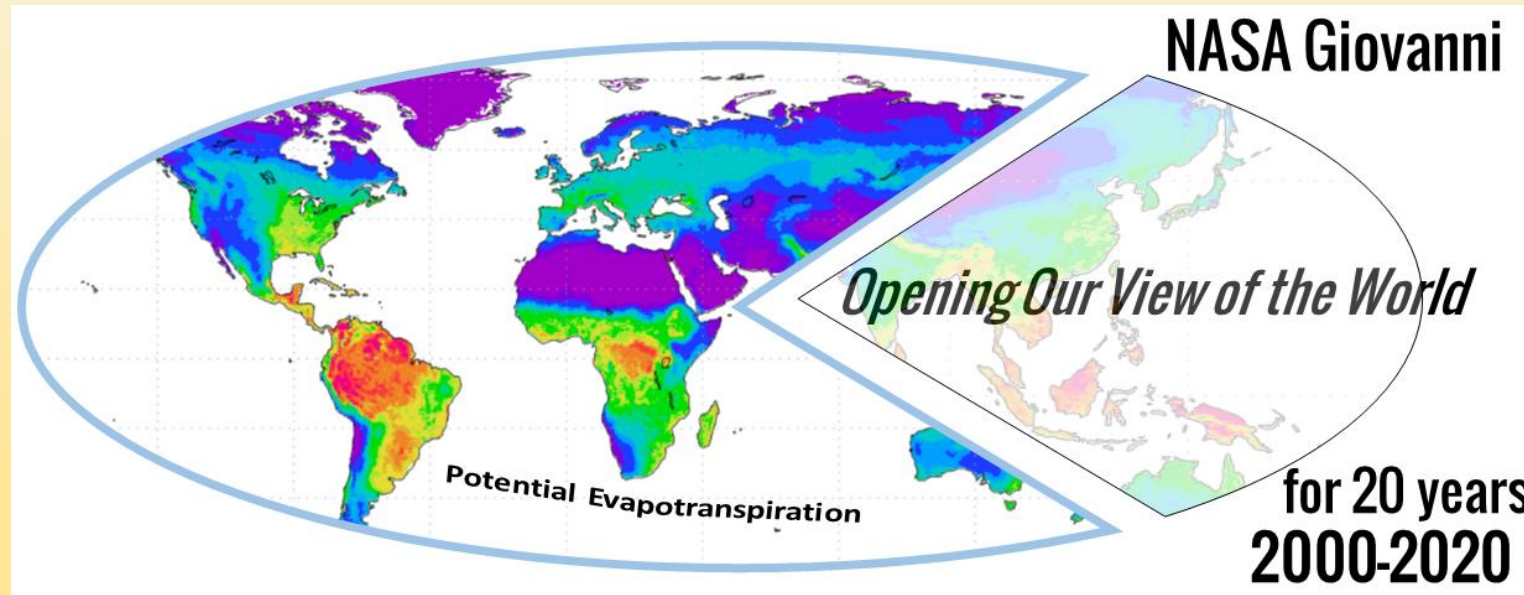 NASA Giovanni
Opening Our View of the World
Potential Evapotranspiration
for 20 years
2000-2020